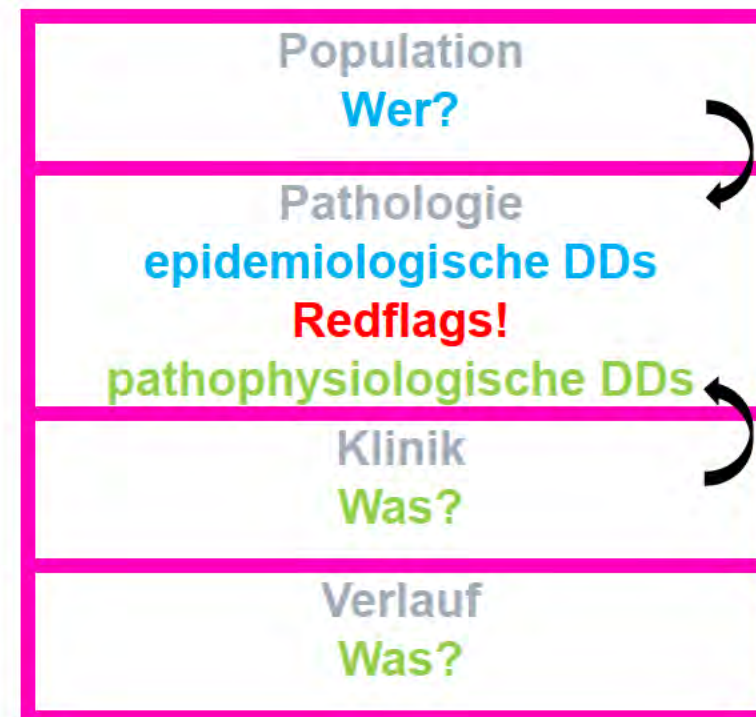 Population
Wer?
Pathologie
epidemiologische DDs
Redflags!
pathophysiologische DDs
Klinik
Was?
Verlauf
Was?